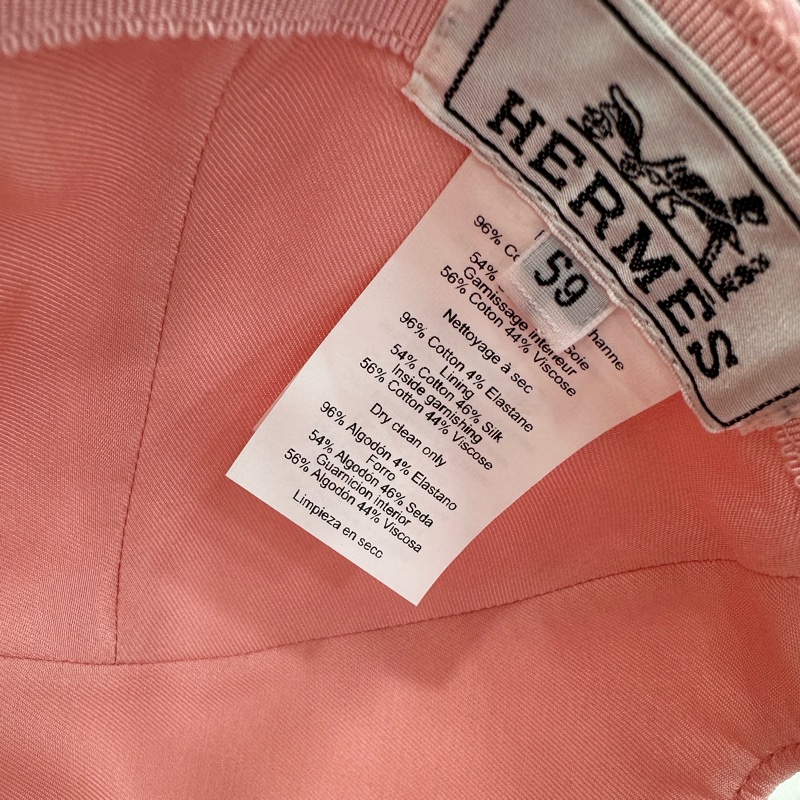 HERMES
59
96%
54%
Garnissage intérieur
56% Coton 44% Viscose
Nettoyage à sec
96% Cotton 4% Elastane
Lining
54% Cotton 46% Silk
Inside garnishing
56% Cotton 44% Viscose
Dry clean only
96% Algodón 4% Elastano
Forro
54% Algodón 46% Seda
Guarnicion interior
56% Algodón 44% Viscosa
Limpieza en seco